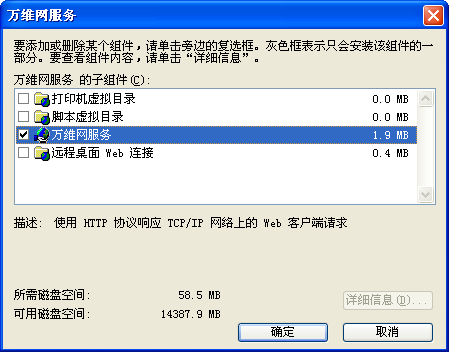 万维网服务
要添加或删除某个组件，请单击旁边的复选框。灰色框表示只会安装该组件的一
部分。要查看组件内容，请单击“详细信息”。
万维网服务 的子组件(C):
打印机虚拟目录 0.0 MB
脚本虚拟目录 0.0 MB
万维网服务 1.9 MB
远程桌面 Web 连接 0.4 MB
描述: 使用 HTTP 协议响应 TCP/IP 网络上的 Web 客户端请求
所需磁盘空间: 58.5 MB
详细信息(D)...
可用磁盘空间: 14387.9 MB
确定 取消